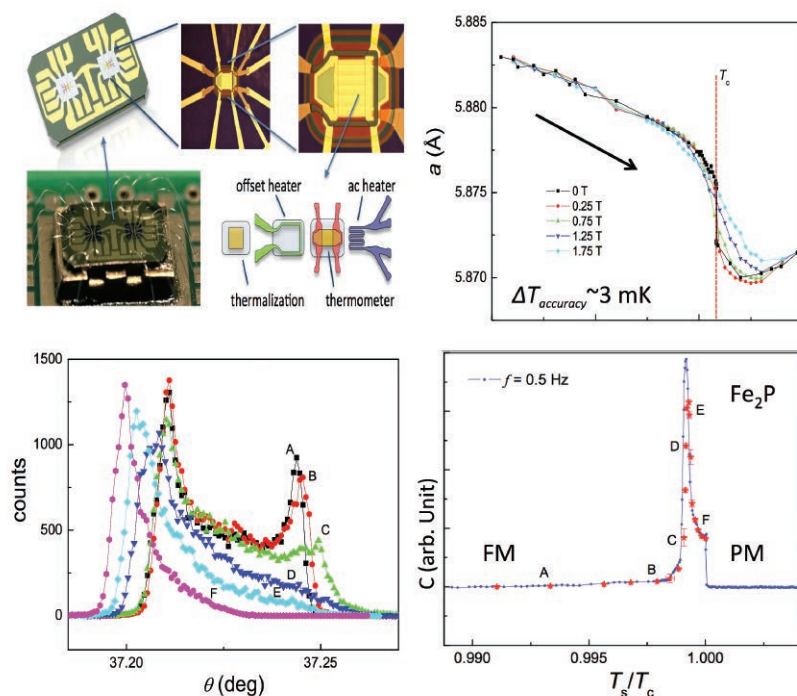 offset heater
ac heater
thermalization
thermometer
5.885
5.880
5.875
5.870
a (Å)
T_c
0 T
0.25 T
0.75 T
1.25 T
1.75 T
ΔT_accuracy~3 mK
1.000
1500
1000
500
0
counts
A
B
C
D
E
F
37.20
37.25
θ (deg)
f = 0.5 Hz
Fe₂P
E
D
C
F
FM
B
PM
A
C (arb. Unit)
0.990
0.995
1.000
T_s/T_c